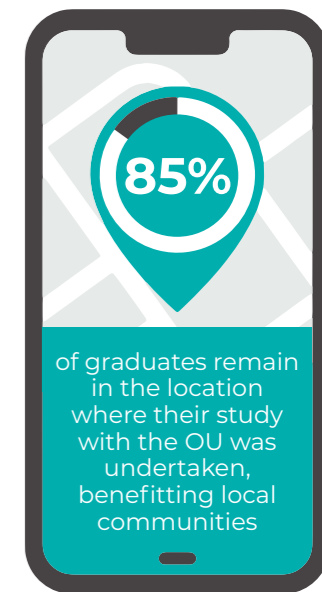 85%
of graduates remain
in the location
where their study
with the OU was
undertaken,
benefitting local
communities